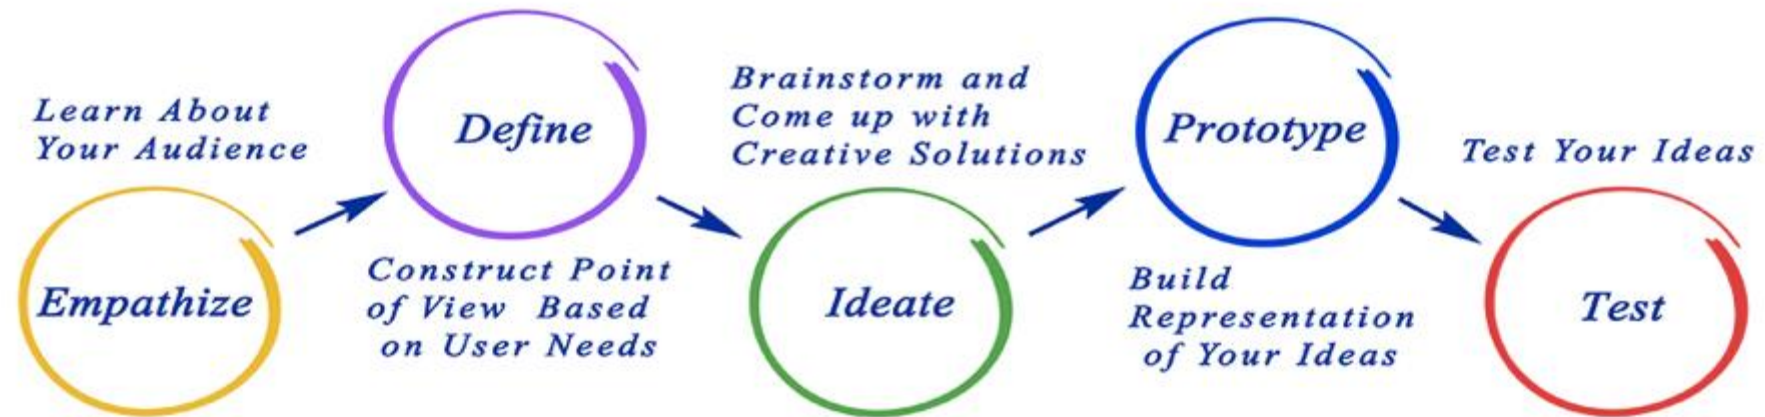 Learn About
Your Audience
Empathize
Define
Construct Point
of View Based
on User Needs
Brainstorm and
Come up with
Creative Solutions
Ideate
Prototype
Build
Representation
of Your Ideas
Test Your Ideas
Test